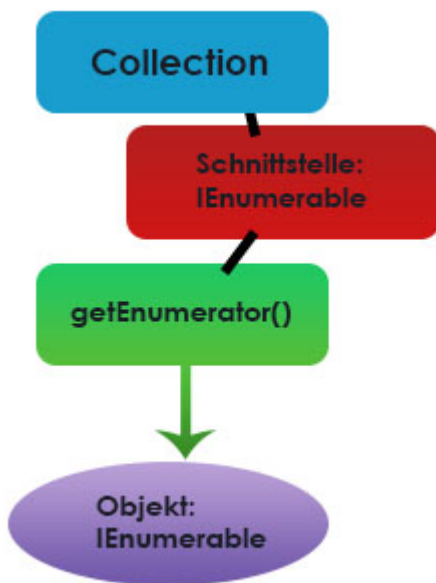 Collection
Schnittstelle:
IEnumerable
getEnumerator()
Objekt:
IEnumerable